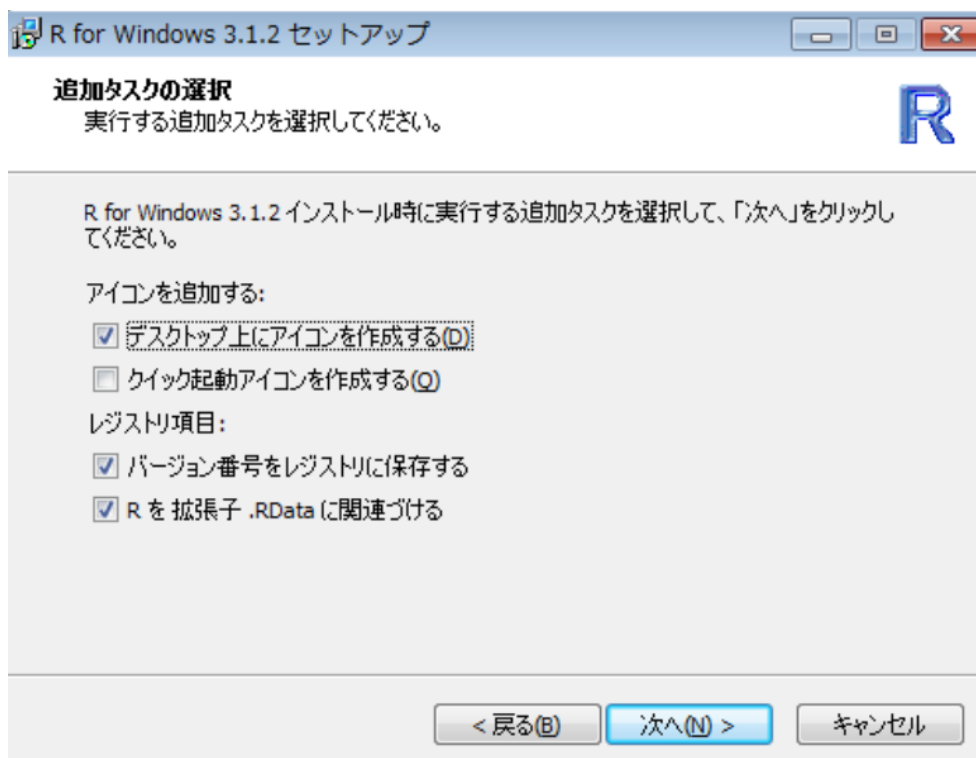 R for Windows 3.1.2 セットアップ
追加タスクの選択
実行する追加タスクを選択してください。
R
R for Windows 3.1.2 インストール時に実行する追加タスクを選択して、「次へ」をクリックし
てください。
アイコンを追加する:
デスクトップ上にアイコンを作成する(D)
クイック起動アイコンを作成する(Q)
レジストリ項目:
バージョン番号をレジストリに保存する
R を 拡張子 .RData に関連づける
< 戻る(B)
次へ(N) >
キャンセル